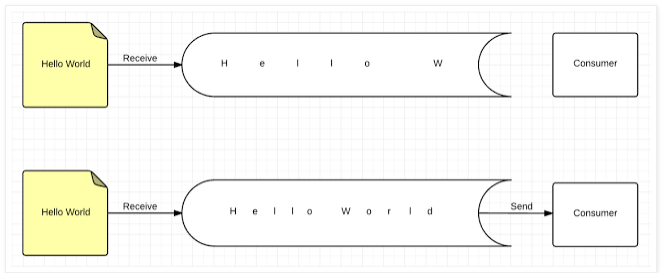 Hello World
Receive
H e l l o W
Consumer
Hello World
Receive
H e l l o W o r l d
Send
Consumer